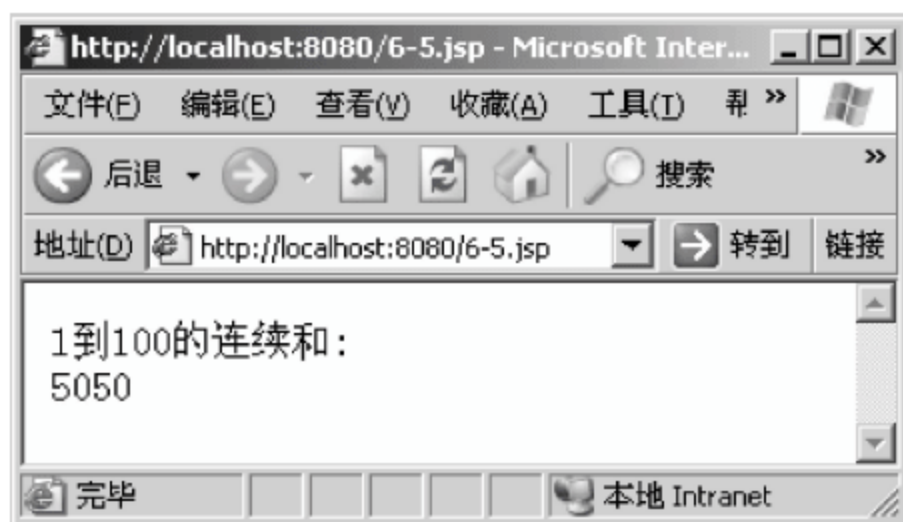 http://localhost:8080/6-5.jsp - Microsoft Inter...
文件(F) 编辑(E) 查看(V) 收藏(A) 工具(T) »
后退 搜索 »
地址(D) http://localhost:8080/6-5.jsp 转到 链接
1到100的连续和:
5050
完毕 本地 Intranet